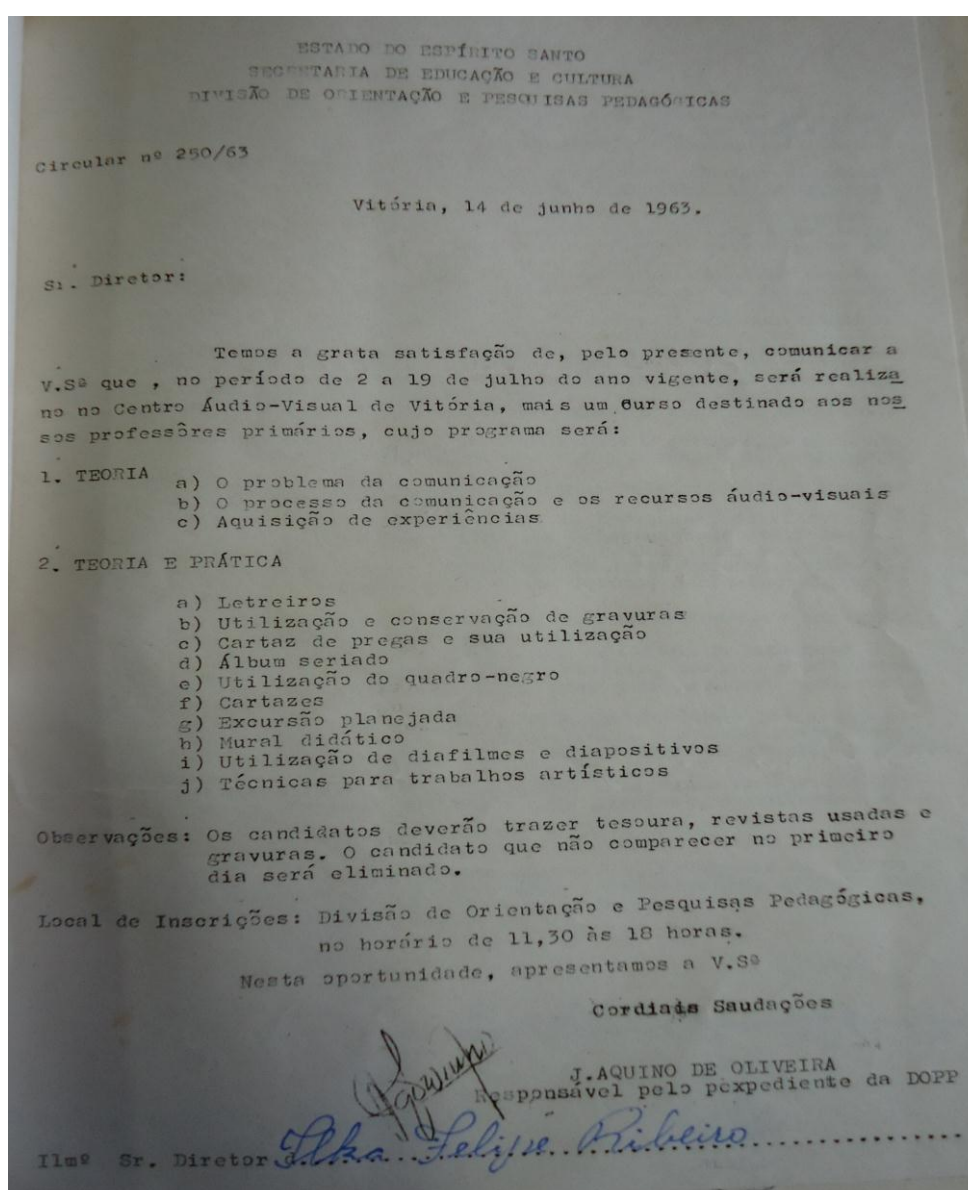 ESTADO DO ESPÍRITO SANTO
SECRETARIA DE EDUCAÇÃO E CULTURA
DIVISÃO DE ORIENTAÇÃO E PESQUISAS PEDAGÓGICAS
Circular nº 250/63
Vitória, 14 de junho de 1963.
Sr. Diretor:
Temos a grata satisfação de, pelo presente, comunicar a
V.Sª que , no período de 2 a 19 de julho do ano vigente, será realiza
no no Centro Áudio-Visual de Vitória, mais um Curso destinado aos nos
sos professôres primários, cujo programa será:
1. TEORIA
a) O problema da comunicação
b) O processo da comunicação e os recursos áudio-visuais
c) Aquisição de experiências
2. TEORIA E PRÁTICA
a) Letreiros
b) Utilização e conservação de gravuras
c) Cartaz de pregas e sua utilização
d) Álbum seriado
e) Utilização do quadro-negro
f) Cartazes
g) Excursão planejada
h) Mural didático
i) Utilização de diafilmes e diapositivos
j) Técnicas para trabalhos artísticos
Observações: Os candidatos deverão trazer tesoura, revistas usadas e
gravuras. O candidato que não comparecer no primeiro
dia será eliminado.
Local de Inscrições: Divisão de Orientação e Pesquisas Pedagógicas,
no horário de 11,30 às 18 horas.
Nesta oportunidade, apresentamos a V.Sª
Cordiais Saudações
J.AQUINO DE OLIVEIRA
Responsável pelo pexpediente da DOPP
Ilmº Sr. Diretor Ilka Felipe Ribeiro